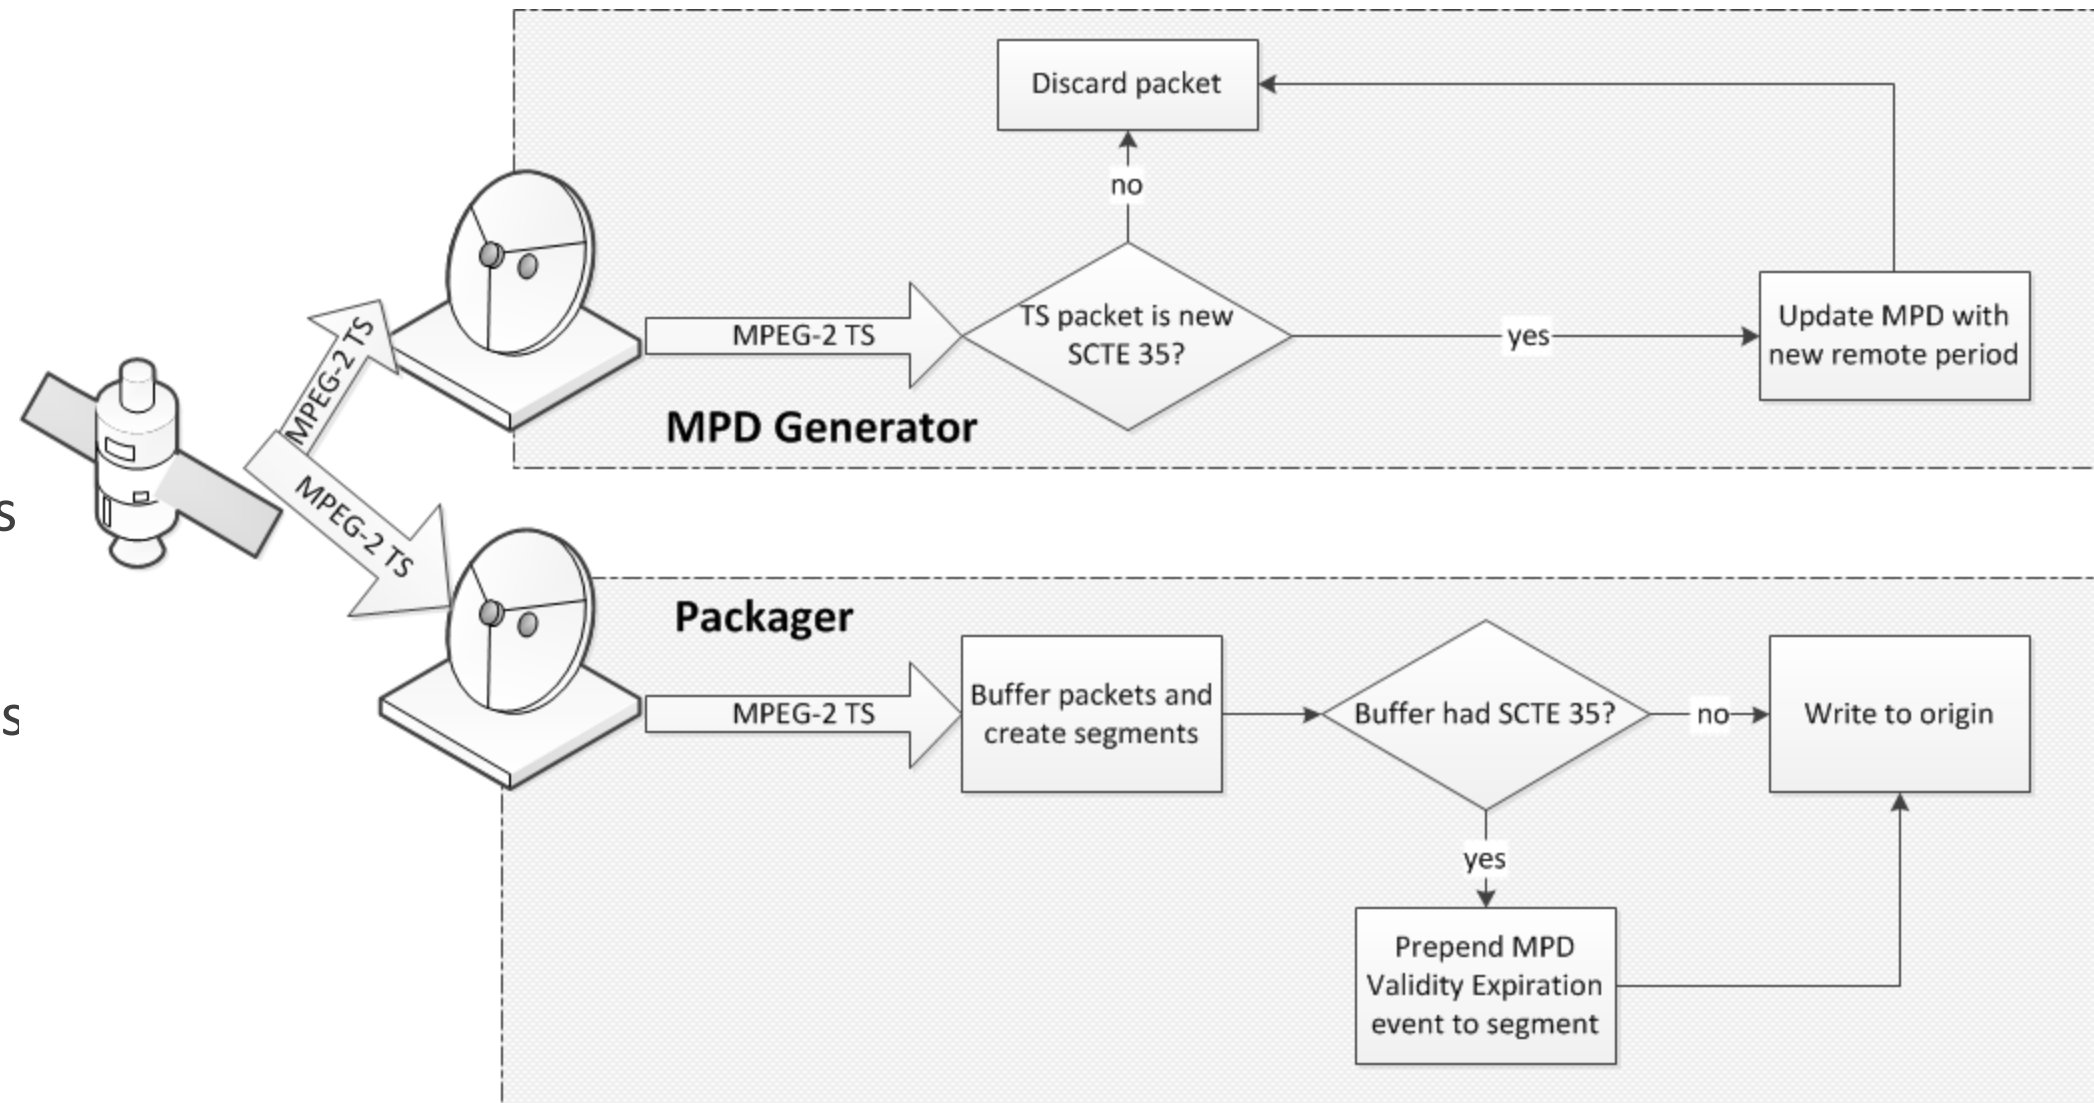 Discard packet
no
TS packet is new
SCTE 35?
yes
Update MPD with
new remote period
MPEG-2 TS
MPEG-2 TS
MPD Generator
MPEG-2 TS
s
s
Packager
MPEG-2 TS
Buffer packets and
create segments
Buffer had SCTE 35?
no
Write to origin
yes
Prepend MPD
Validity Expiration
event to segment